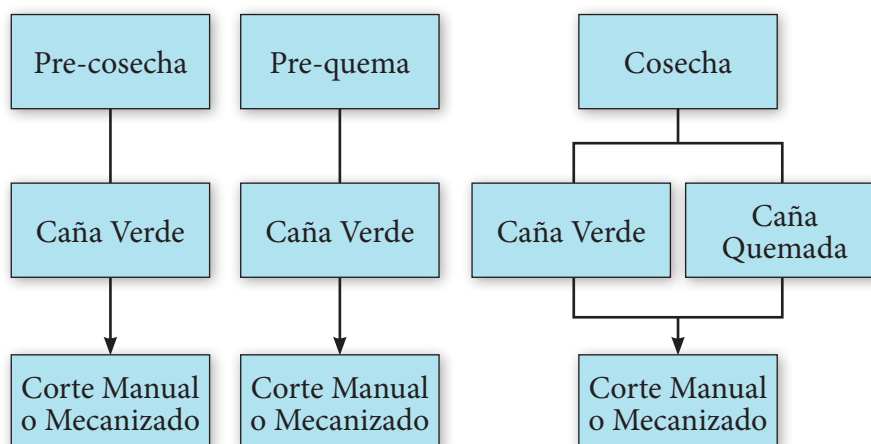 Pre-cosecha
Pre-quema
Cosecha
Caña Verde
Caña Verde
Caña Verde
Caña
Quemada
Corte Manual
o Mecanizado
Corte Manual
o Mecanizado
Corte Manual
o Mecanizado